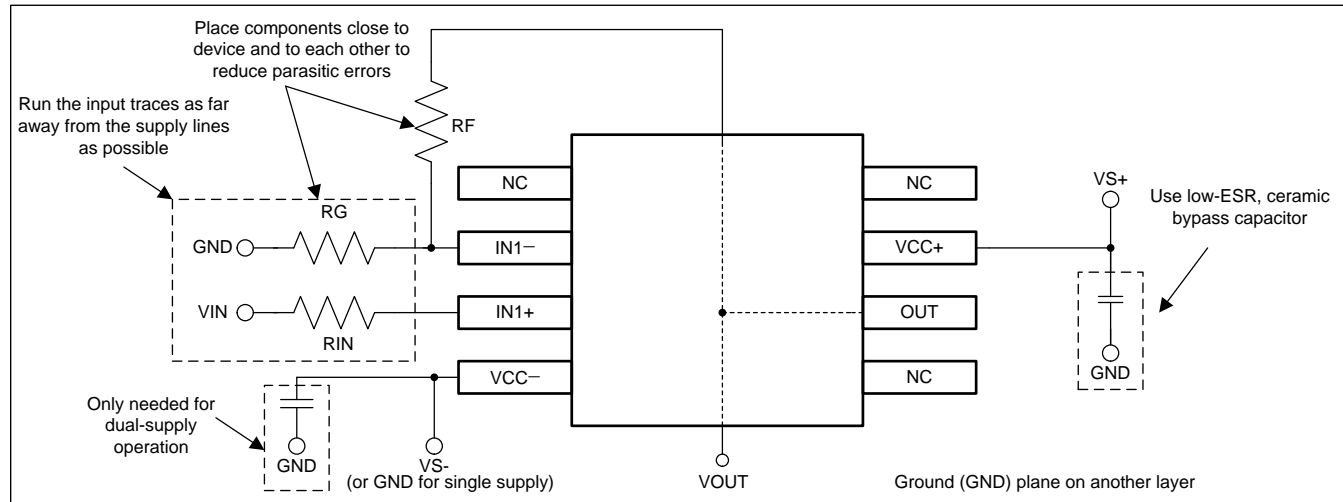 Place components close to
device and to each other to
reduce parasitic errors
Run the input traces as far
away from the supply lines
as possible
RF
NC
NC
VS+
Use low-ESR, ceramic
bypass capacitor
RG
GND
IN1−
VCC+
VIN
IN1+
OUT
RIN
VCC−
NC
GND
Only needed for
dual-supply
operation
GND
VS-
(or GND for single supply)
VOUT
Ground (GND) plane on another layer